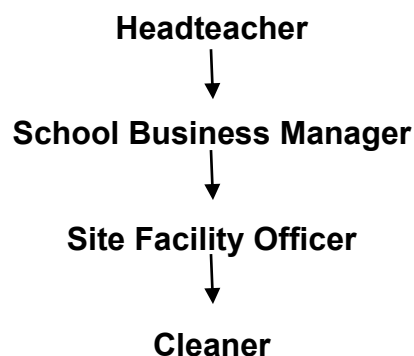 Headteacher
School Business Manager
Site Facility Officer
Cleaner